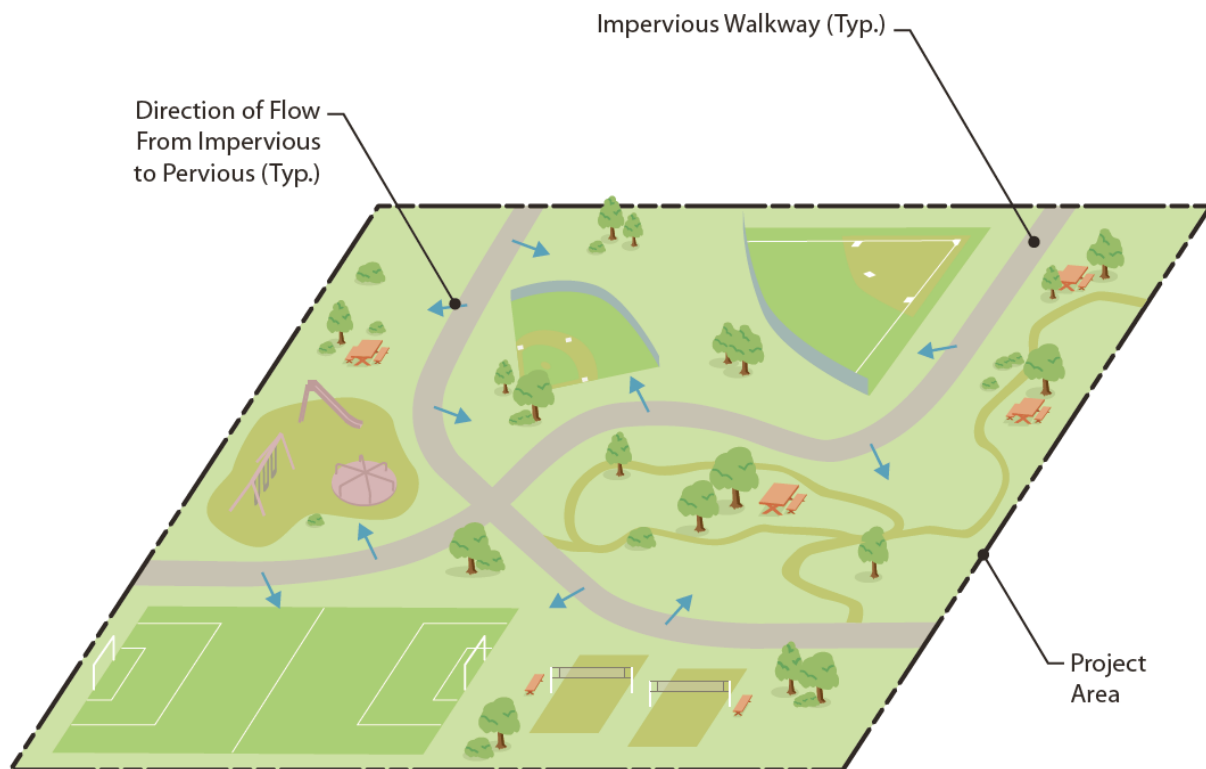 Impervious Walkway (Typ.)
Direction of Flow
From Impervious
to Pervious (Typ.)
Project
Area